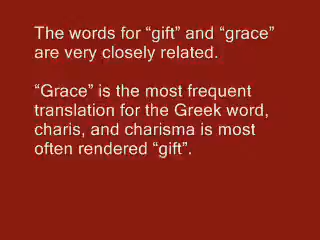 The words for “gift” and “grace”
are very closely related.
“Grace” is the most frequent
translation for the Greek word,
charis, and charisma is most
often rendered “gift”.